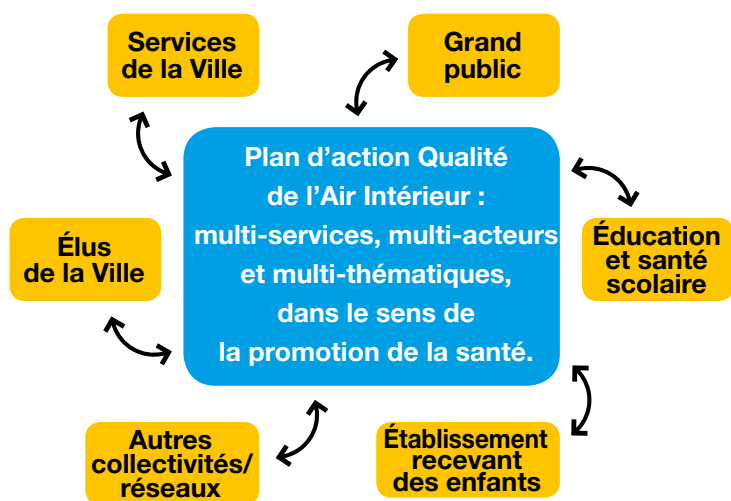 Services
de la Ville
Grand
public
Plan d’action Qualité
de l’Air Intérieur :
multi-services, multi-acteurs
et multi-thématiques,
dans le sens de
la promotion de la santé.
Élus
de la Ville
Éducation
et santé
scolaire
Autres
collectivités/
réseaux
Établissement
recevant
des enfants